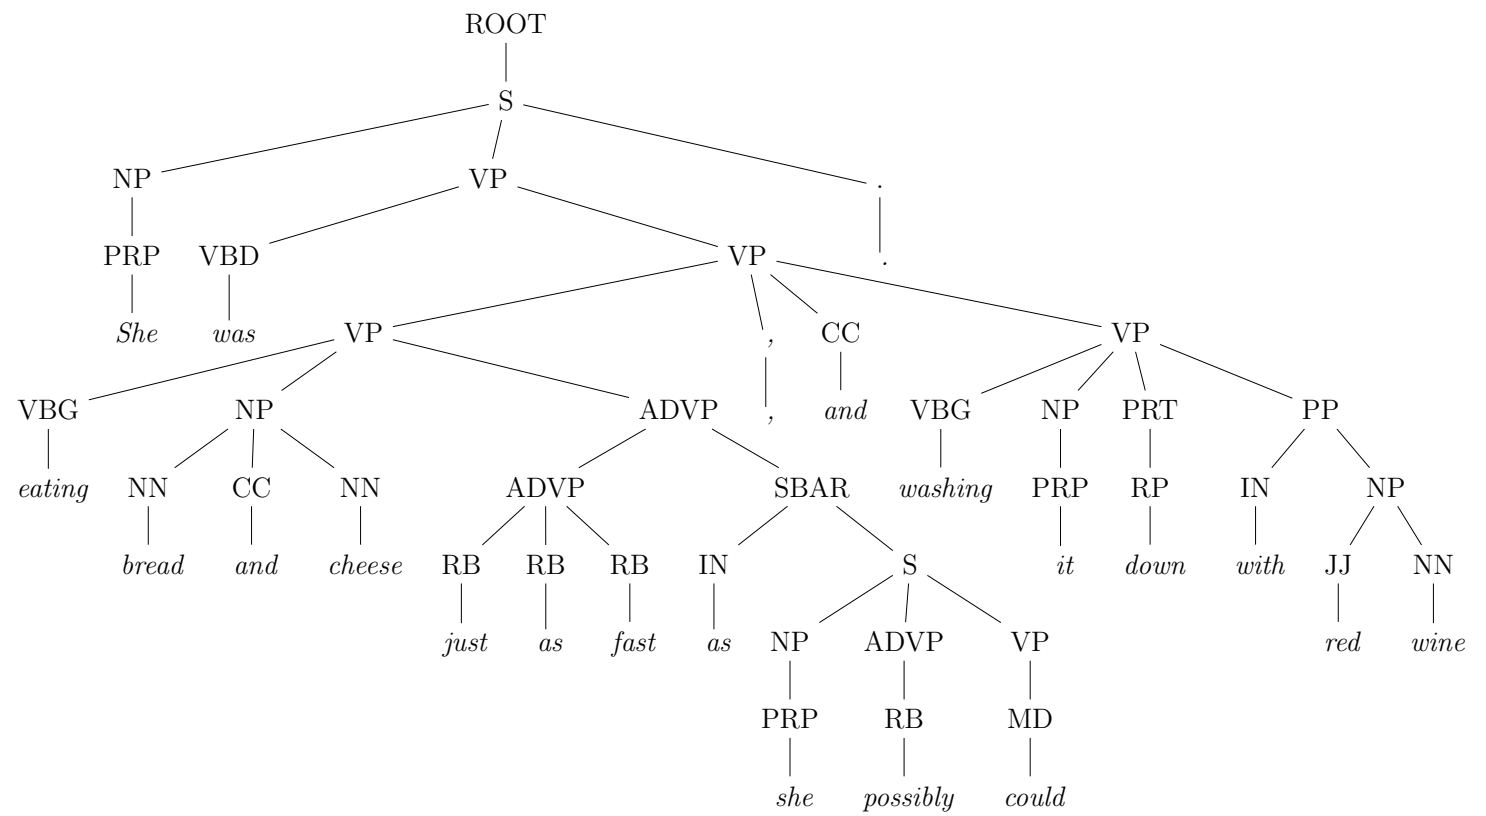 ROOT
S
NP VP .
PRP VBD VP .
She was VP , CC VP
VBG NP ADVP , and VBG NP PRT PP
eating NN CC NN ADVP SBAR washing PRP RP IN NP
bread and cheese RB RB RB IN S it down with JJ NN
just as fast as NP ADVP VP red wine
PRP RB MD
she possibly could